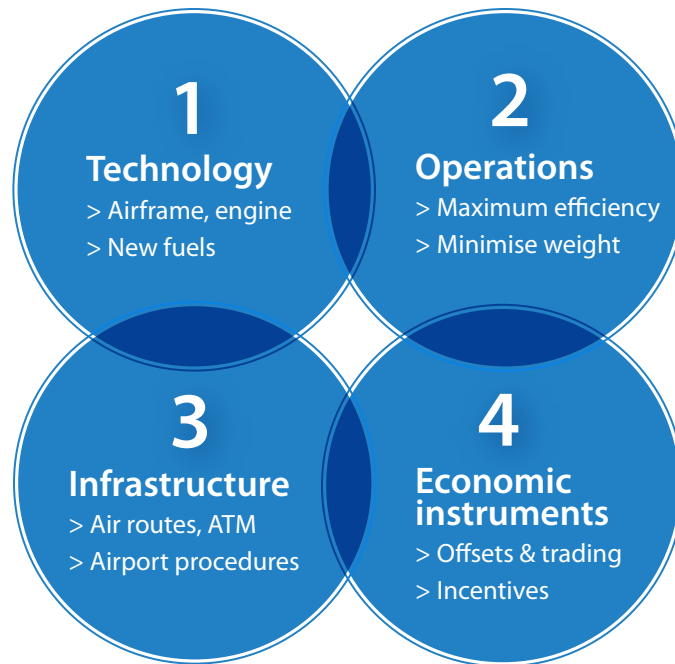 1
Technology
> Airframe, engine
> New fuels
2
Operations
> Maximum efficiency
> Minimise weight
3
Infrastructure
> Air routes, ATM
> Airport procedures
4
Economic
instruments
> Offsets & trading
> Incentives